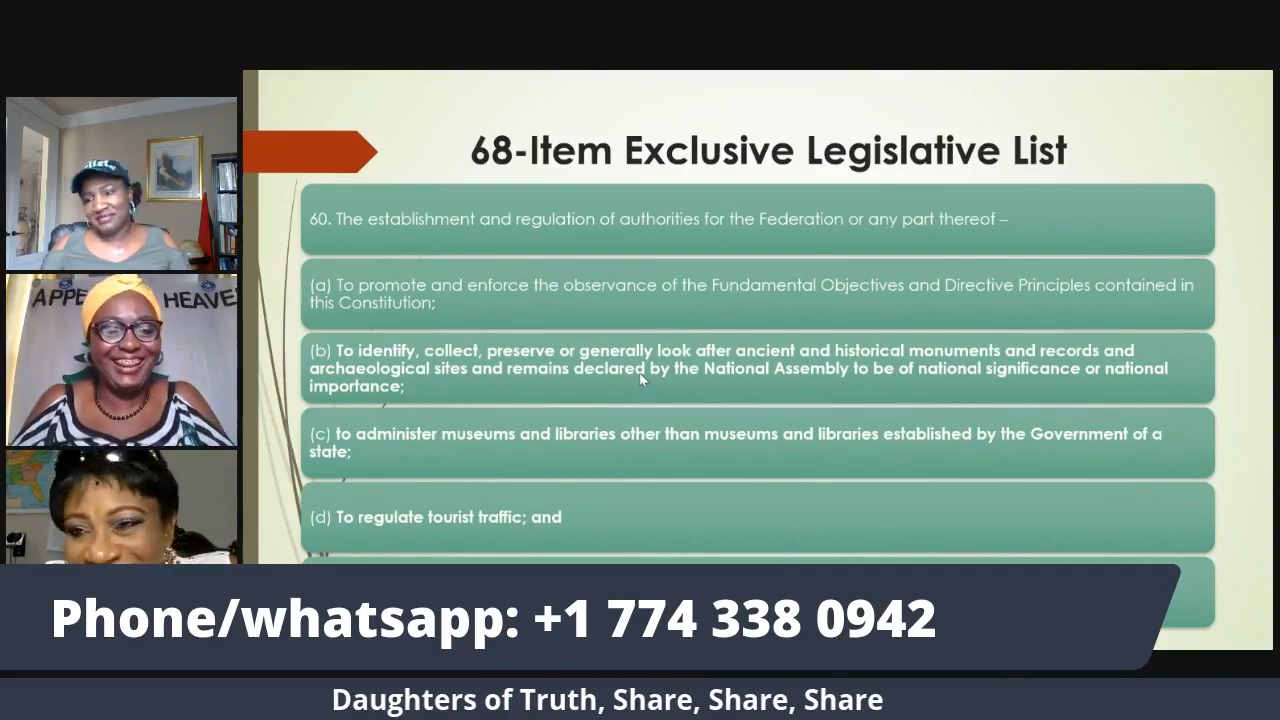 68-Item Exclusive Legislative List
60. The establishment and regulation of authorities for the Federation or any part thereof –
(a) To promote and enforce the observance of the Fundamental Objectives and Directive Principles contained in
this Constitution;
(b) To identify, collect, preserve or generally look after ancient and historical monuments and records and
archaeological sites and remains declared by the National Assembly to be of national significance or national
importance;
(c) to administer museums and libraries other than museums and libraries established by the Government of a
state;
(d) To regulate tourist traffic; and
APPE HEAVE
Phone/whatsapp: +1 774 338 0942
Daughters of Truth, Share, Share, Share